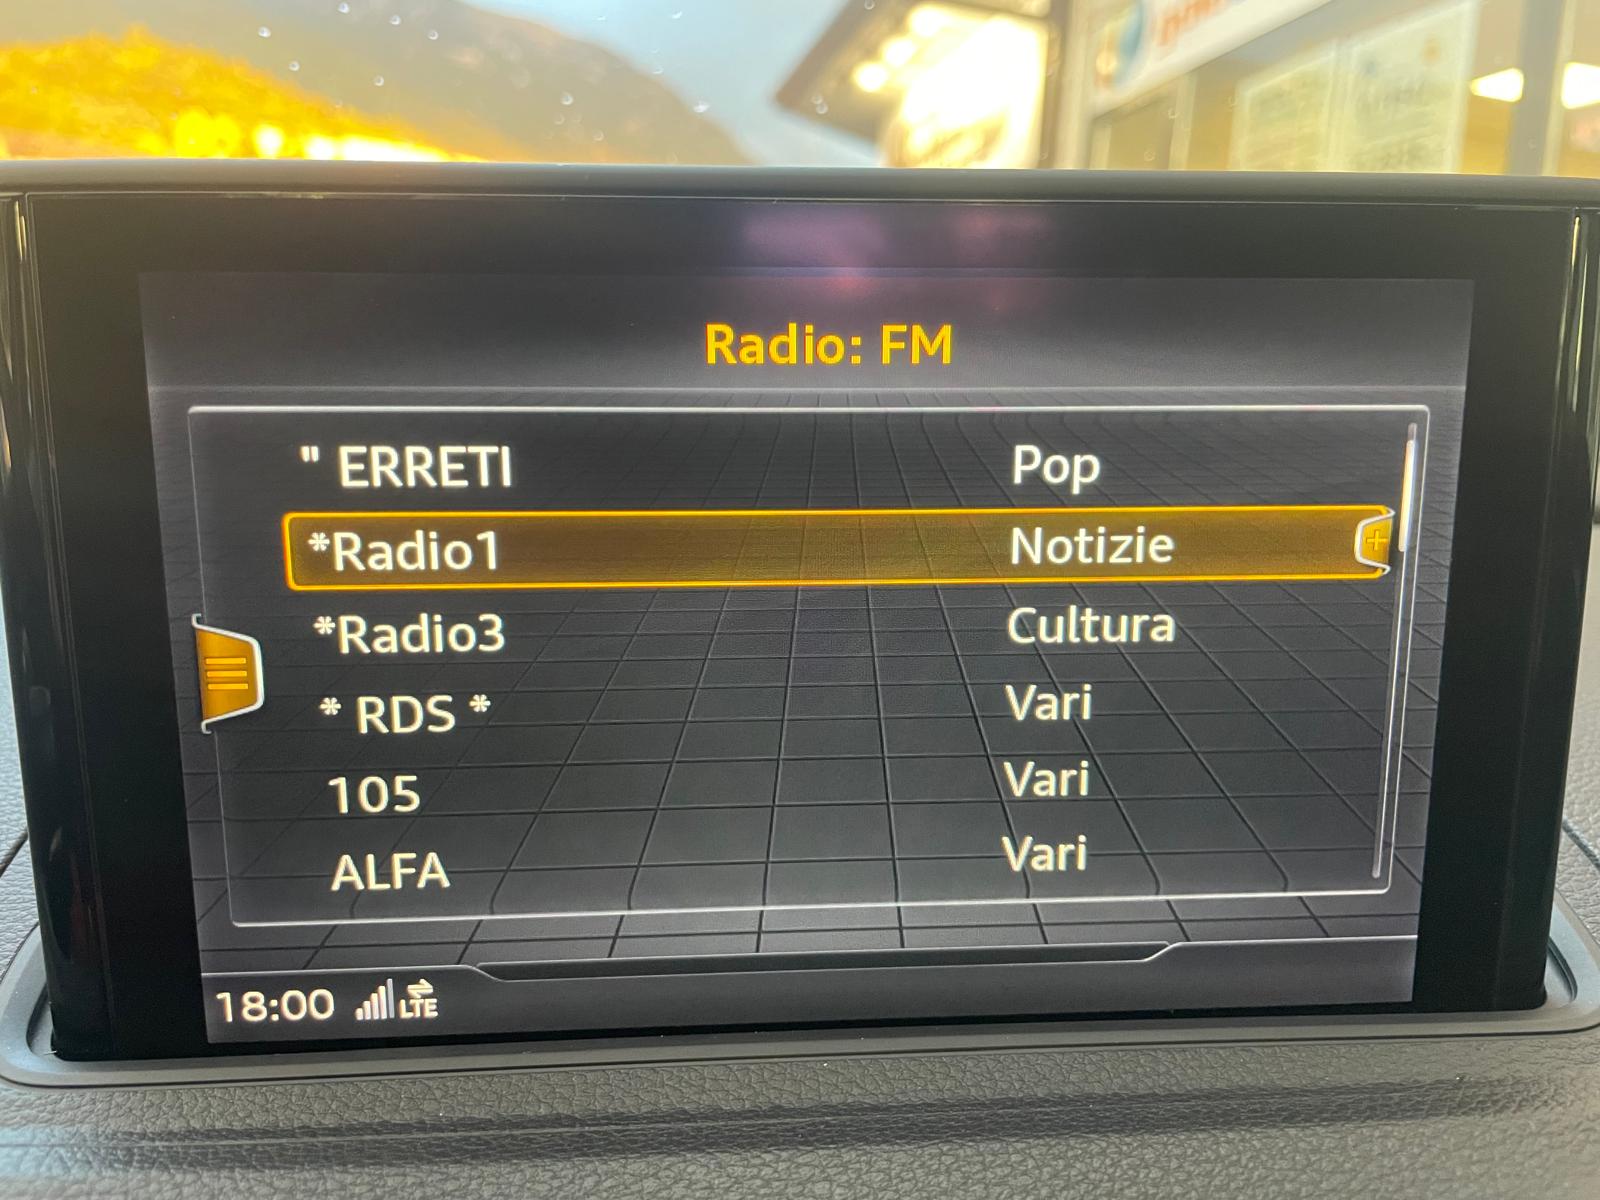 Radio: FM
" ERRETI Pop
*Radio1 Notizie
*Radio3 Cultura
* RDS * Vari
105 Vari
ALFA Vari
18:00 LTE